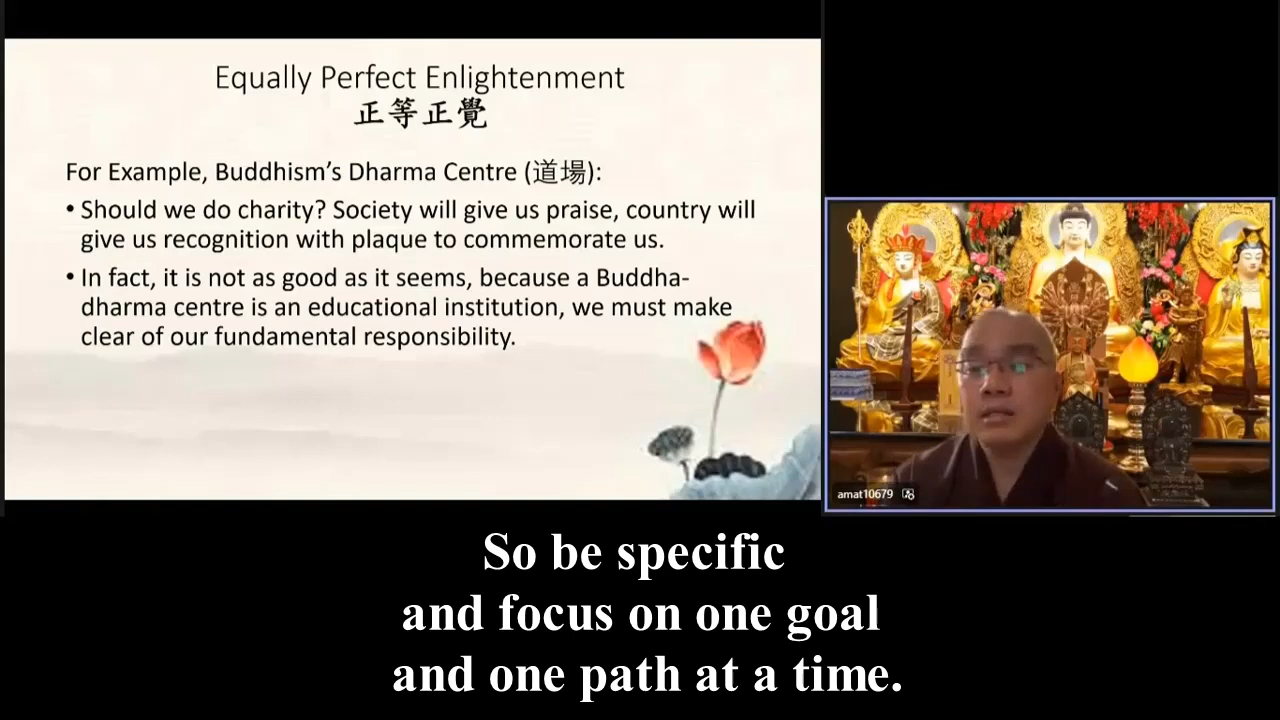 Equally Perfect Enlightenment
正等正覺
For Example, Buddhism's Dharma Centre (道場):
• Should we do charity? Society will give us praise, country will
give us recognition with plaque to commemorate us.
• In fact, it is not as good as it seems, because a Buddha-
dharma centre is an educational institution, we must make
clear of our fundamental responsibility.
amat10679
So be specific
and focus on one goal
and one path at a time.